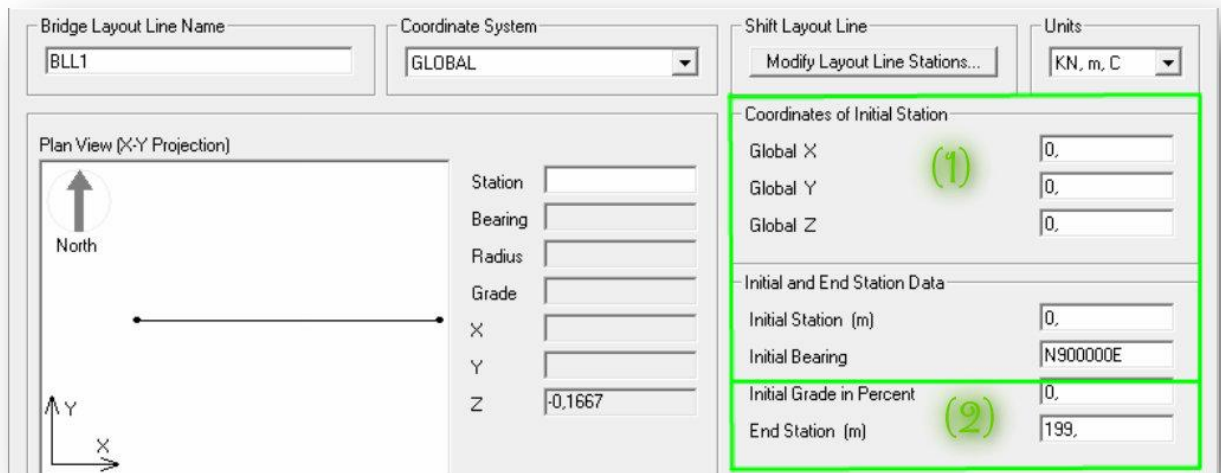 Bridge Layout Line Name
BLL1
Coordinate System
GLOBAL
Shift Layout Line
Modify Layout Line Stations...
Units
KN, m, C
Plan View (X-Y Projection)
North
Y
X
Station
Bearing
Radius
Grade
X
Y
Z -0,1667
Coordinates of Initial Station
(1)
Global X 0,
Global Y 0,
Global Z 0,
Initial and End Station Data
Initial Station (m) 0,
Initial Bearing N900000E
Initial Grade in Percent 0,
(2)
End Station (m) 199,